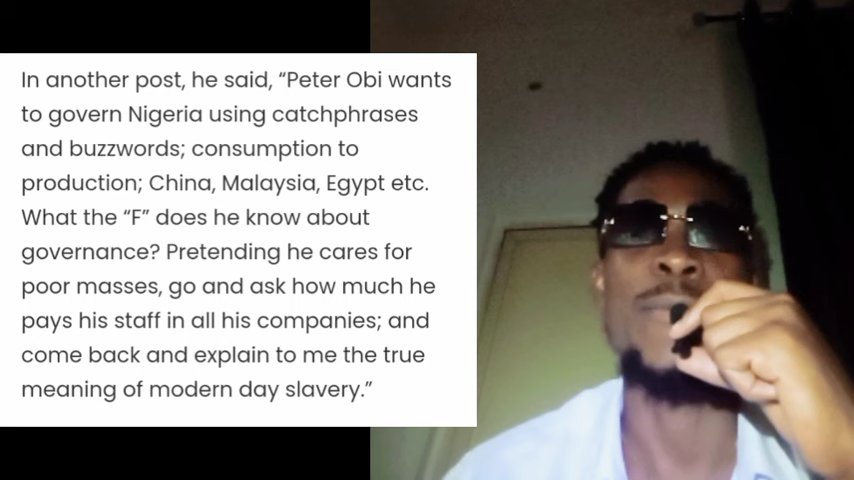 In another post, he said, “Peter Obi wants
to govern Nigeria using catchphrases
and buzzwords; consumption to
production; China, Malaysia, Egypt etc.
What the “F” does he know about
governance? Pretending he cares for
poor masses, go and ask how much he
pays his staff in all his companies; and
come back and explain to me the true
meaning of modern day slavery.”